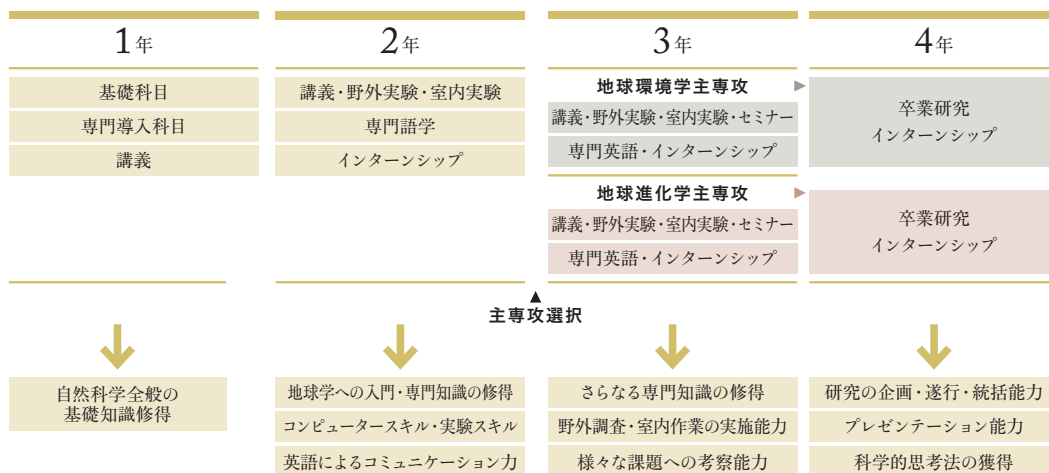 1年
2年
3年
4年
基礎科目
専門導入科目
講義
講義・野外実験・室内実験
専門語学
インターンシップ
地球環境学主専攻
講義・野外実験・室内実験・セミナー
専門英語・インターンシップ
卒業研究
インターンシップ
地球進化学主専攻
講義・野外実験・室内実験・セミナー
専門英語・インターンシップ
卒業研究
インターンシップ
主専攻選択
自然科学全般の
基礎知識修得
地球学への入門・専門知識の修得
コンピュータースキル・実験スキル
英語によるコミュニケーション力
さらなる専門知識の修得
野外調査・室内作業の実施能力
様々な課題への考察能力
研究の企画・遂行・統括能力
プレゼンテーション能力
科学的思考法の獲得